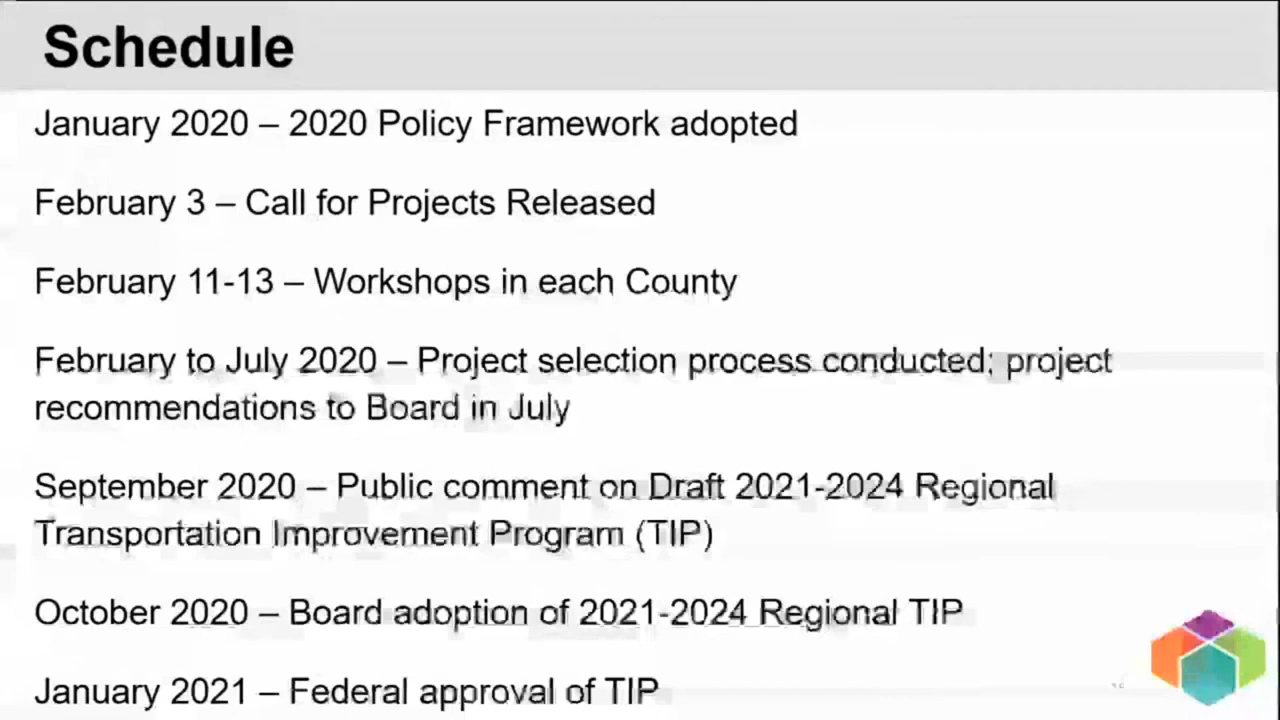 Schedule
January 2020 – 2020 Policy Framework adopted
February 3 – Call for Projects Released
February 11-13 – Workshops in each County
February to July 2020 – Project selection process conducted; project
recommendations to Board in July
September 2020 – Public comment on Draft 2021-2024 Regional
Transportation Improvement Program (TIP)
October 2020 – Board adoption of 2021-2024 Regional TIP
January 2021 – Federal approval of TIP